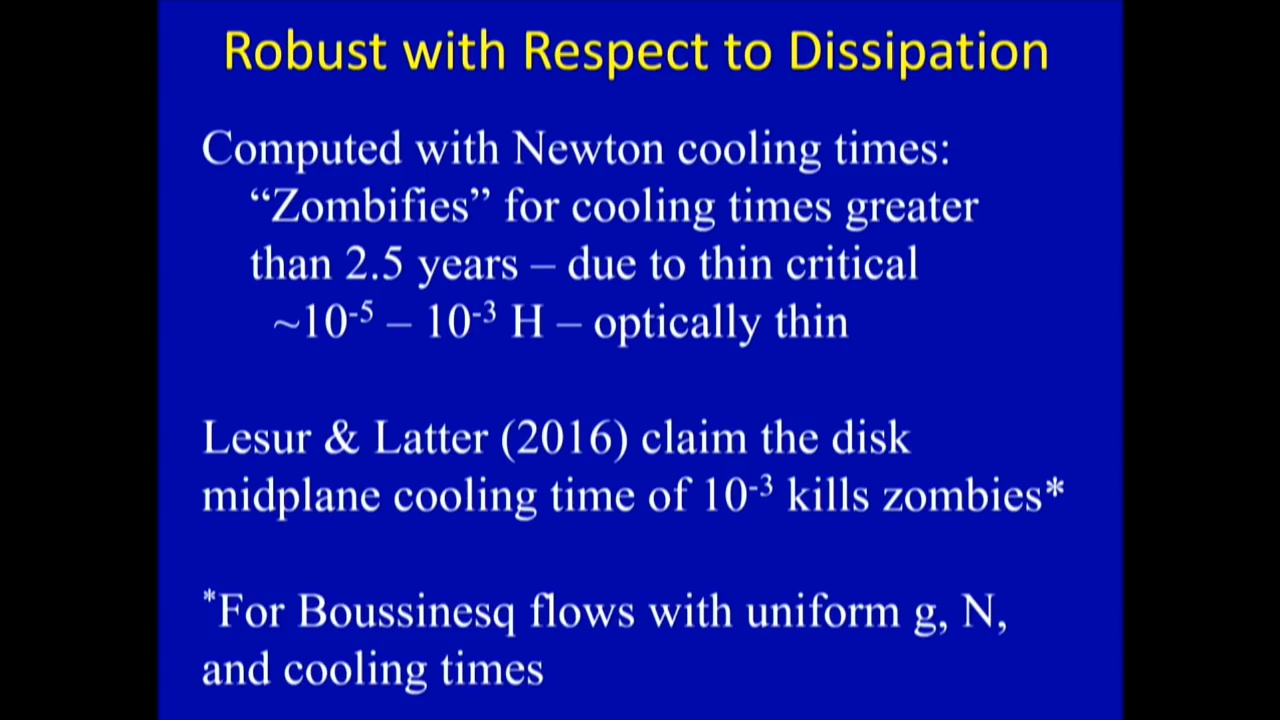 Robust with Respect to Dissipation
Computed with Newton cooling times:
“Zombifies” for cooling times greater
than 2.5 years – due to thin critical
~10⁻⁵ – 10⁻³ H – optically thin
Lesur & Latter (2016) claim the disk
midplane cooling time of 10⁻³ kills zombies*
*For Boussinesq flows with uniform g, N,
and cooling times